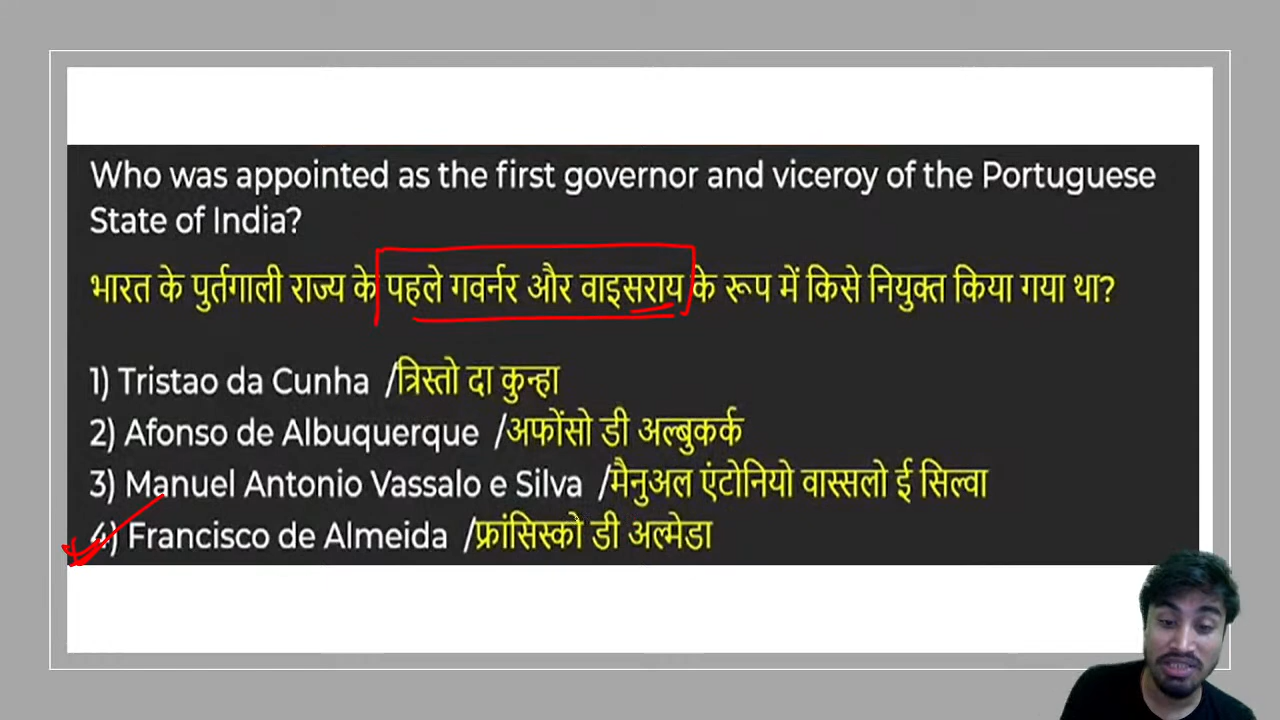 Who was appointed as the first governor and viceroy of the Portuguese
State of India?
भारत के पुर्तगाली राज्य के पहले गवर्नर और वाइसराय के रूप में किसे नियुक्त किया गया था?
1) Tristao da Cunha /त्रिस्तो दा कुन्हा
2) Afonso de Albuquerque /अफोंसो डी अल्बुकर्क
3) Manuel Antonio Vassalo e Silva /मैनुअल एंटोनियो वास्सलो ई सिल्वा
4) Francisco de Almeida /फ्रांसिस्को डी अल्मेडा